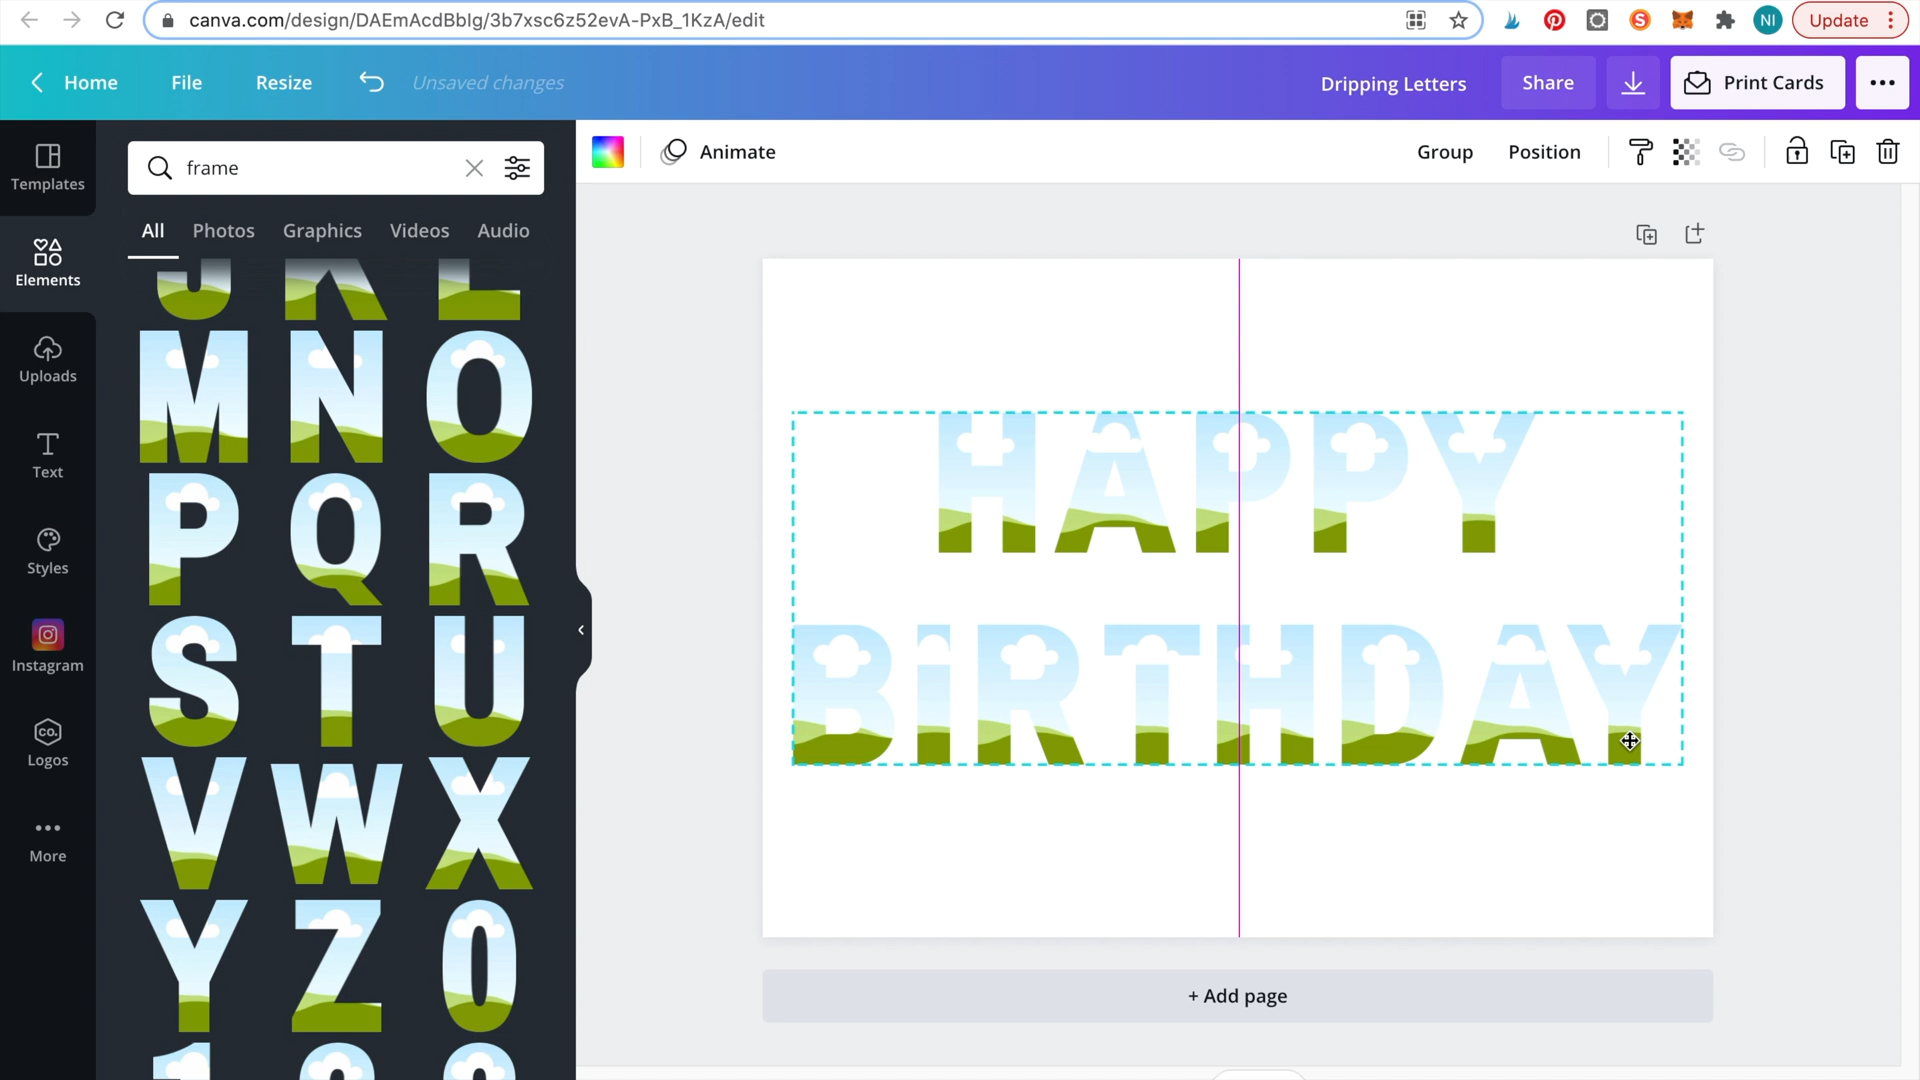 canva.com/design/DAEmAcdBblg/3b7xsc6z52evA-PxB_1KzA/edit
NI
Update
Home
File
Resize
Unsaved changes
Dripping Letters
Share
Print Cards
Templates
Elements
Uploads
Text
Styles
Instagram
CO.
Logos
More
frame
All
Photos
Graphics
Videos
Audio
J K L
M N O
P Q R
S T U
V W X
Y Z 0
Animate
Group
Position
HAPPY
BiRTHDAY
+ Add page